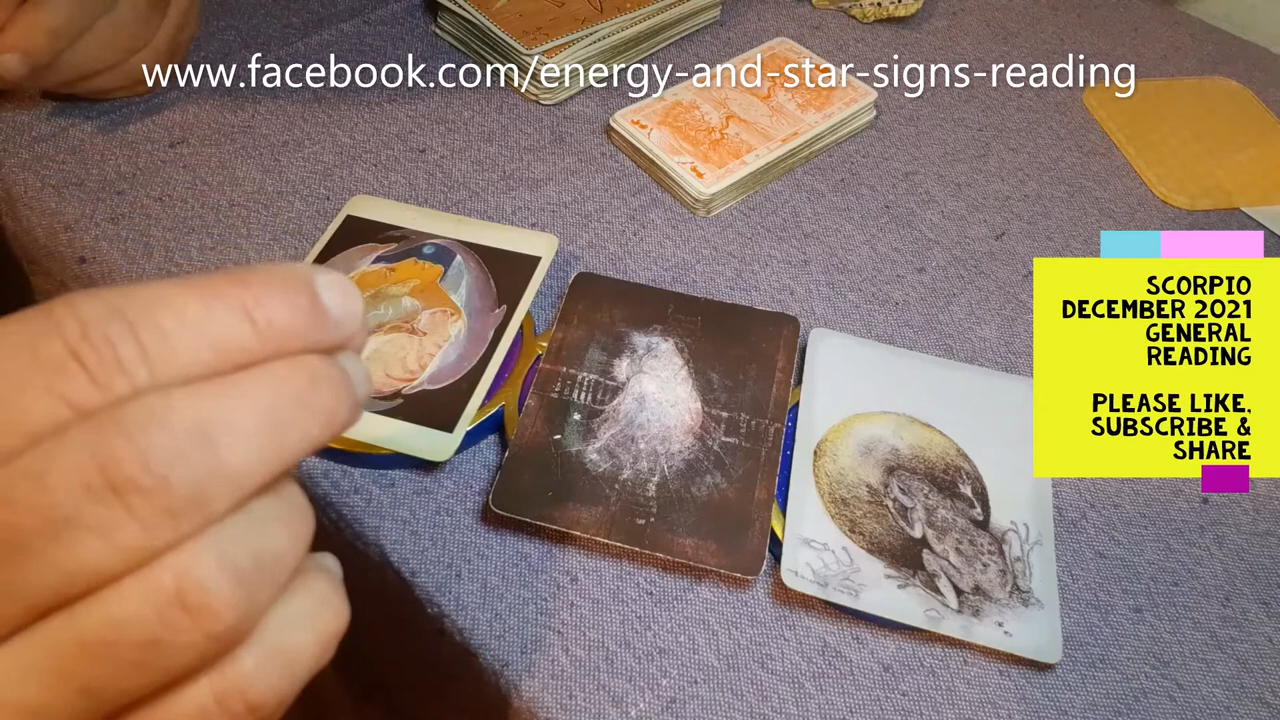 www.facebook.com/energy-and-star-signs-reading
SCORPIO
DECEMBER 2021
GENERAL
READING
PLEASE LIKE,
SUBSCRIBE &
SHARE